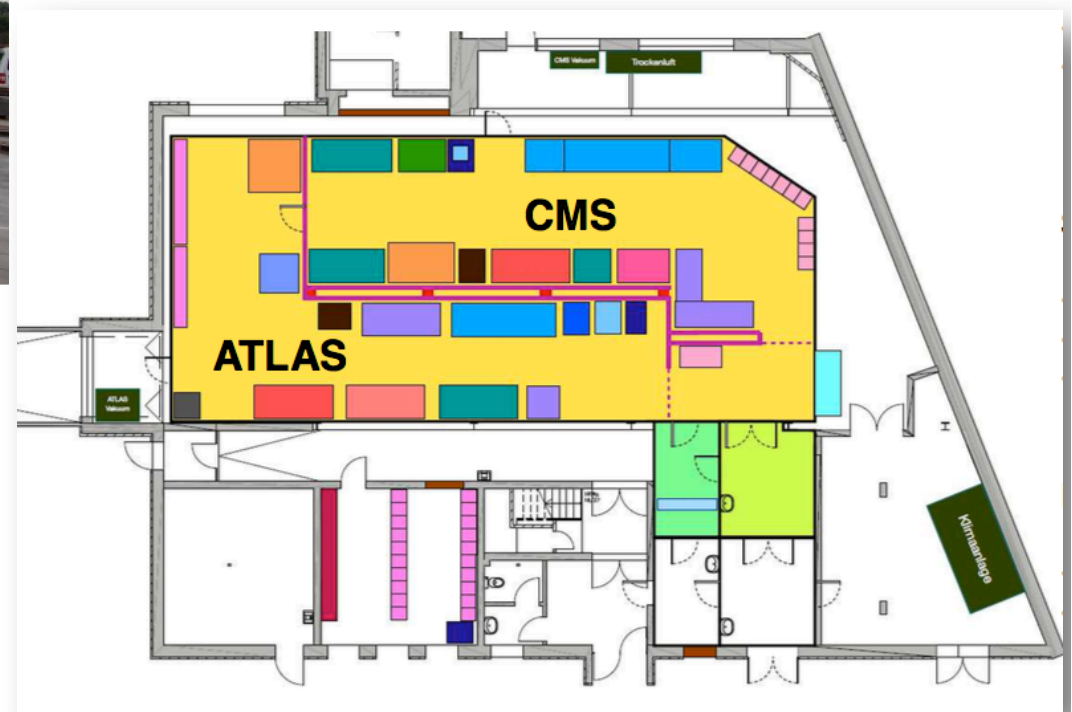 CMS Vakuum
Trockenluft
CMS
ATLAS
ATLAS
Vakuum
Klimaanlage